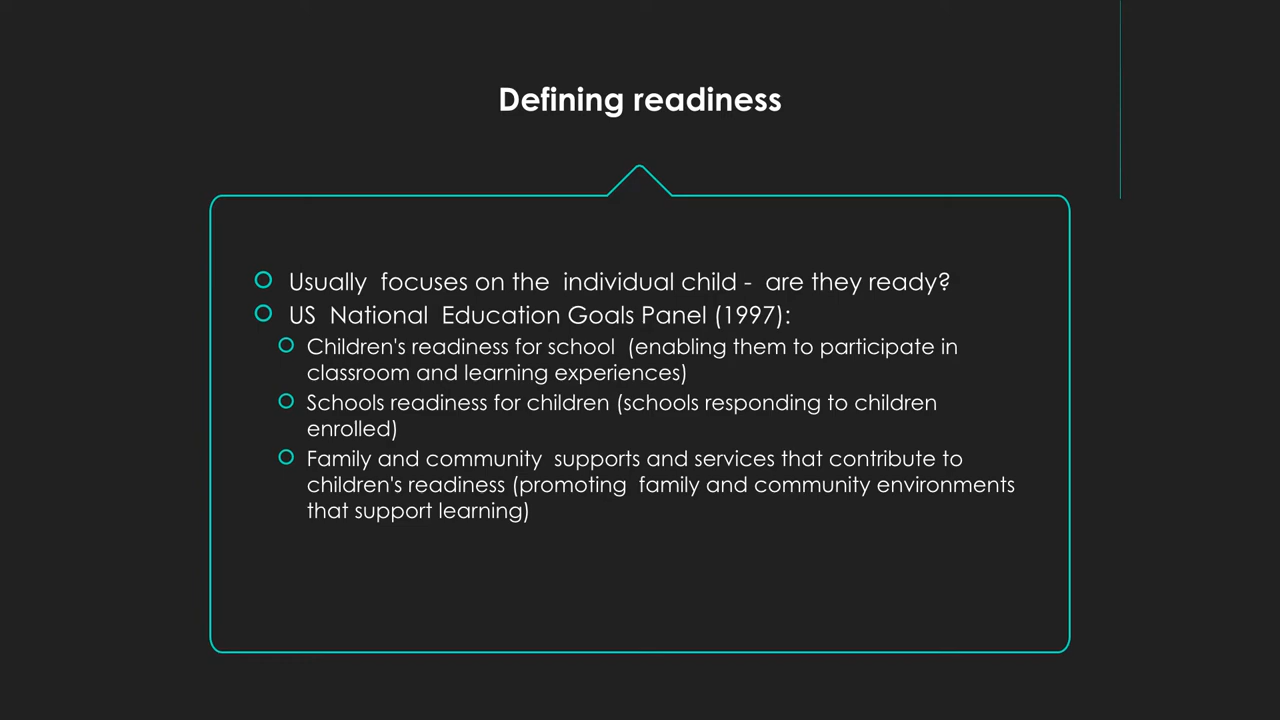 Defining readiness
Usually focuses on the individual child - are they ready?
US National Education Goals Panel (1997):
Children's readiness for school (enabling them to participate in
classroom and learning experiences)
Schools readiness for children (schools responding to children
enrolled)
Family and community supports and services that contribute to
children's readiness (promoting family and community environments
that support learning)